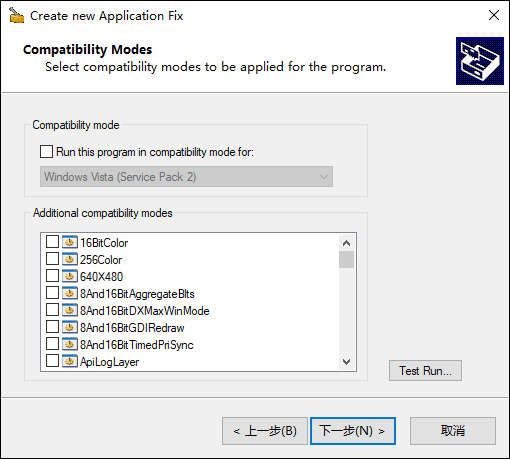 Create new Application Fix
Compatibility Modes
Select compatibility modes to be applied for the program.
Compatibility mode
Run this program in compatibility mode for:
Windows Vista (Service Pack 2)
Additional compatibility modes
16BitColor
256Color
640X480
8And16BitAggregateBlts
8And16BitDXMaxWinMode
8And16BitGDIRedraw
8And16BitTimedPriSync
ApiLogLayer
Test Run...
< 上一步(B)
下一步(N) >
取消